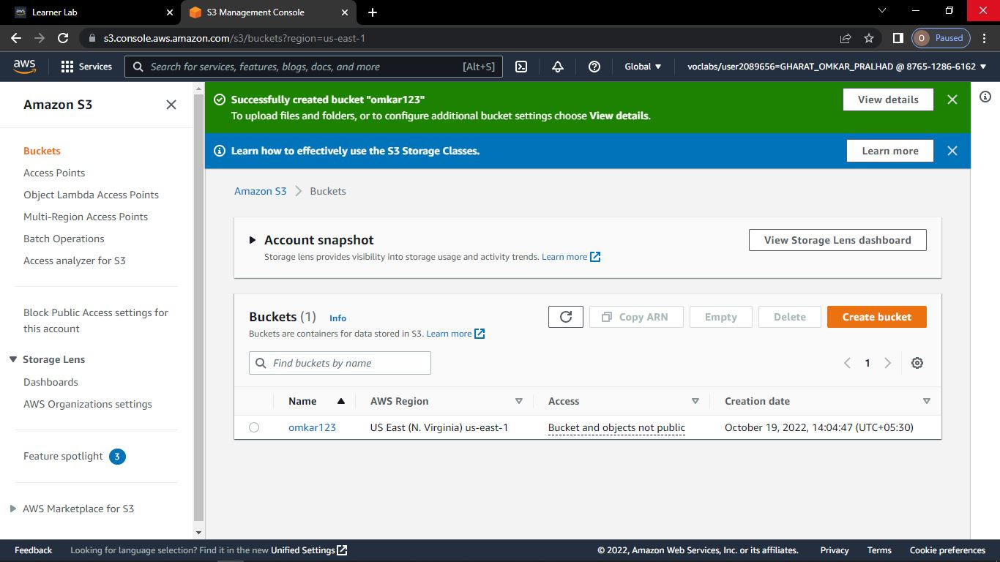 aws Learner Lab
S3 Management Console
s3.console.aws.amazon.com/s3/buckets?region=us-east-1
O Paused
aws Services Search for services, features, blogs, docs, and more [Alt+S] Global voclabs/user2089656=GHARAT_OMKAR_PRALHAD @ 8765-1286-6162
Amazon S3
Buckets
Access Points
Object Lambda Access Points
Multi-Region Access Points
Batch Operations
Access analyzer for S3
Block Public Access settings for
this account
Storage Lens
Dashboards
AWS Organizations settings
Feature spotlight 3
AWS Marketplace for S3
Successfully created bucket "omkar123"
To upload files and folders, or to configure additional bucket settings choose View details.
View details
Learn how to effectively use the S3 Storage Classes.
Learn more
Amazon S3 Buckets
Account snapshot
Storage lens provides visibility into storage usage and activity trends. Learn more
View Storage Lens dashboard
Buckets (1) Info
Buckets are containers for data stored in S3. Learn more
Copy ARN Empty Delete Create bucket
Find buckets by name
1
Name AWS Region Access Creation date
omkar123 US East (N. Virginia) us-east-1 Bucket and objects not public October 19, 2022, 14:04:47 (UTC+05:30)
Feedback Looking for language selection? Find it in the new Unified Settings © 2022, Amazon Web Services, Inc. or its affiliates. Privacy Terms Cookie preferences